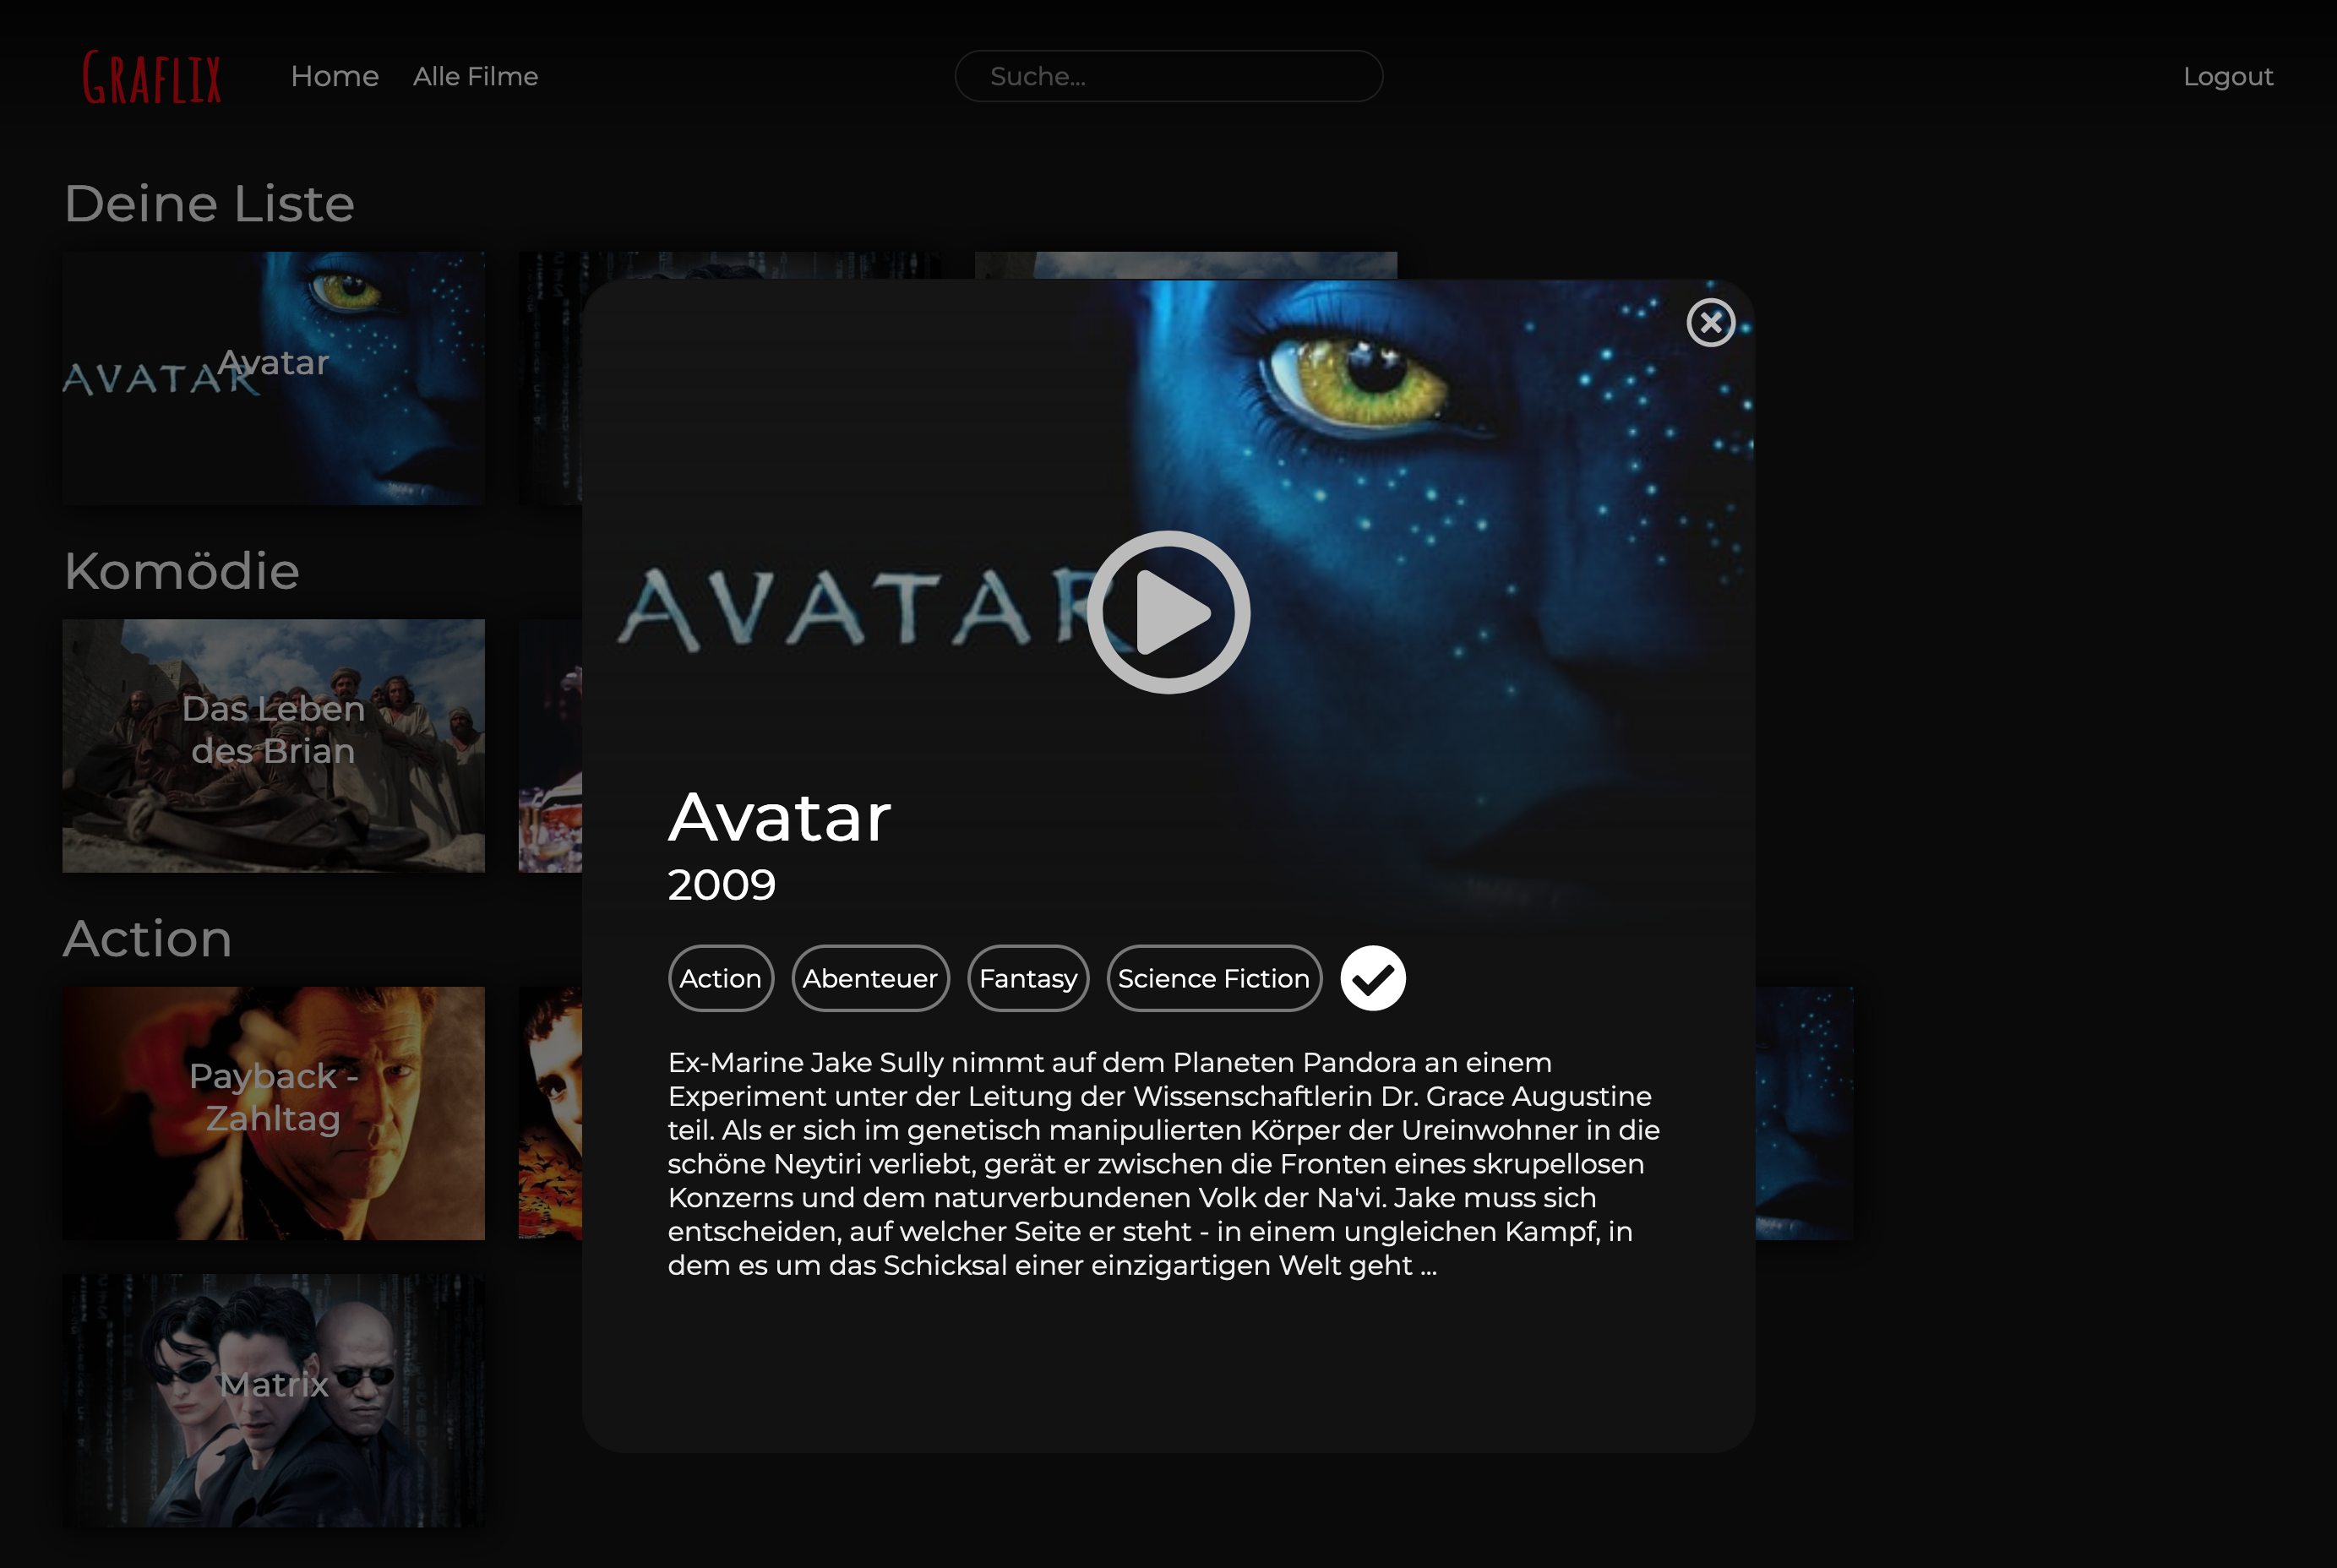 GRAFLIX
Home
Alle Filme
Suche...
Logout
Deine Liste
AVATAR
Avatar
AVATAR
Avatar
2009
Action
Abenteuer
Fantasy
Science Fiction
Ex-Marine Jake Sully nimmt auf dem Planeten Pandora an einem
Experiment unter der Leitung der Wissenschaftlerin Dr. Grace Augustine
teil. Als er sich im genetisch manipulierten Körper der Ureinwohner in die
schöne Neytiri verliebt, gerät er zwischen die Fronten eines skrupellosen
Konzerns und dem naturverbundenen Volk der Na'vi. Jake muss sich
entscheiden, auf welcher Seite er steht - in einem ungleichen Kampf, in
dem es um das Schicksal einer einzigartigen Welt geht ...
Komödie
Das Leben
des Brian
Action
Payback -
Zahltag
Matrix